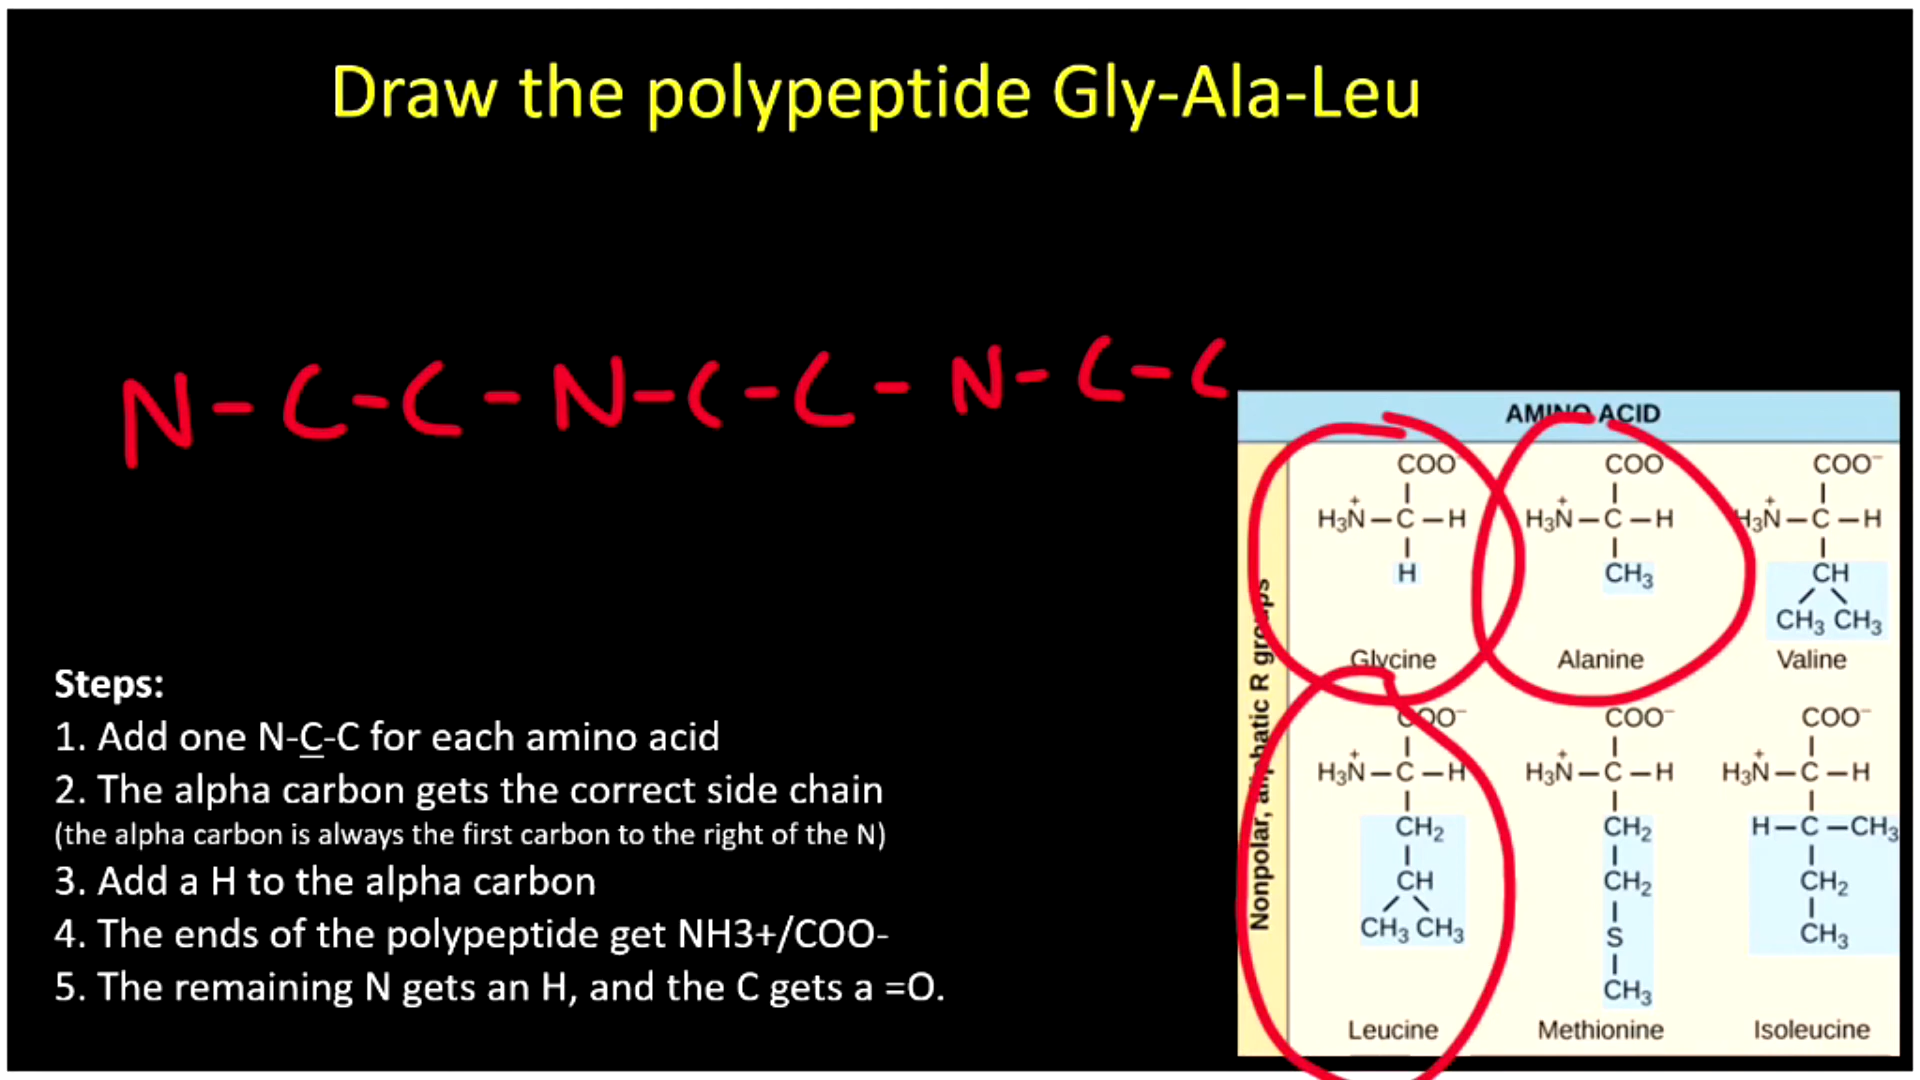 Draw the polypeptide Gly-Ala-Leu
N-C-C-N-C-C-N-C-C
Steps:
1. Add one N-C-C for each amino acid
2. The alpha carbon gets the correct side chain
(the alpha carbon is always the first carbon to the right of the N)
3. Add a H to the alpha carbon
4. The ends of the polypeptide get NH3+/COO-
5. The remaining N gets an H, and the C gets a =O.
AMINO ACID
Nonpolar, aliphatic R groups
COO⁻
H₃N⁺—C—H
H
Glycine
COO
H₃N⁺—C—H
CH₃
Alanine
COO⁻
H₃N⁺—C—H
CH
CH₃ CH₃
Valine
COO⁻
H₃N⁺—C—H
CH₂
CH
CH₃ CH₃
Leucine
COO⁻
H₃N⁺—C—H
CH₂
CH₂
S
CH₃
Methionine
COO⁻
H₃N⁺—C—H
H—C—CH₃
CH₂
CH₃
Isoleucine